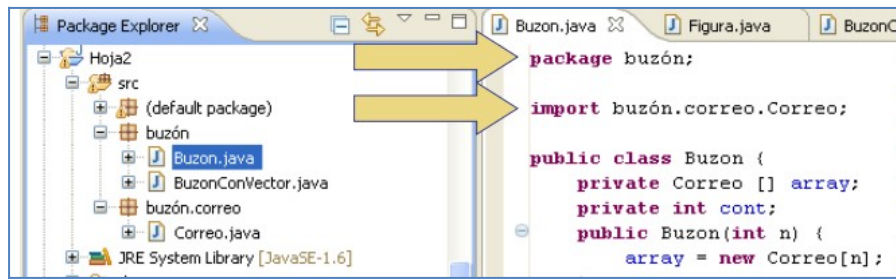 Package Explorer
Hoja2
src
(default package)
buzón
Buzon.java
BuzonConVector.java
buzón.correo
Correo.java
JRE System Library [JavaSE-1.6]
Buzon.java
Figura.java
BuzonC
package buzón;
import buzón.correo.Correo;
public class Buzon {
private Correo [] array;
private int cont;
public Buzon(int n) {
array = new Correo[n];